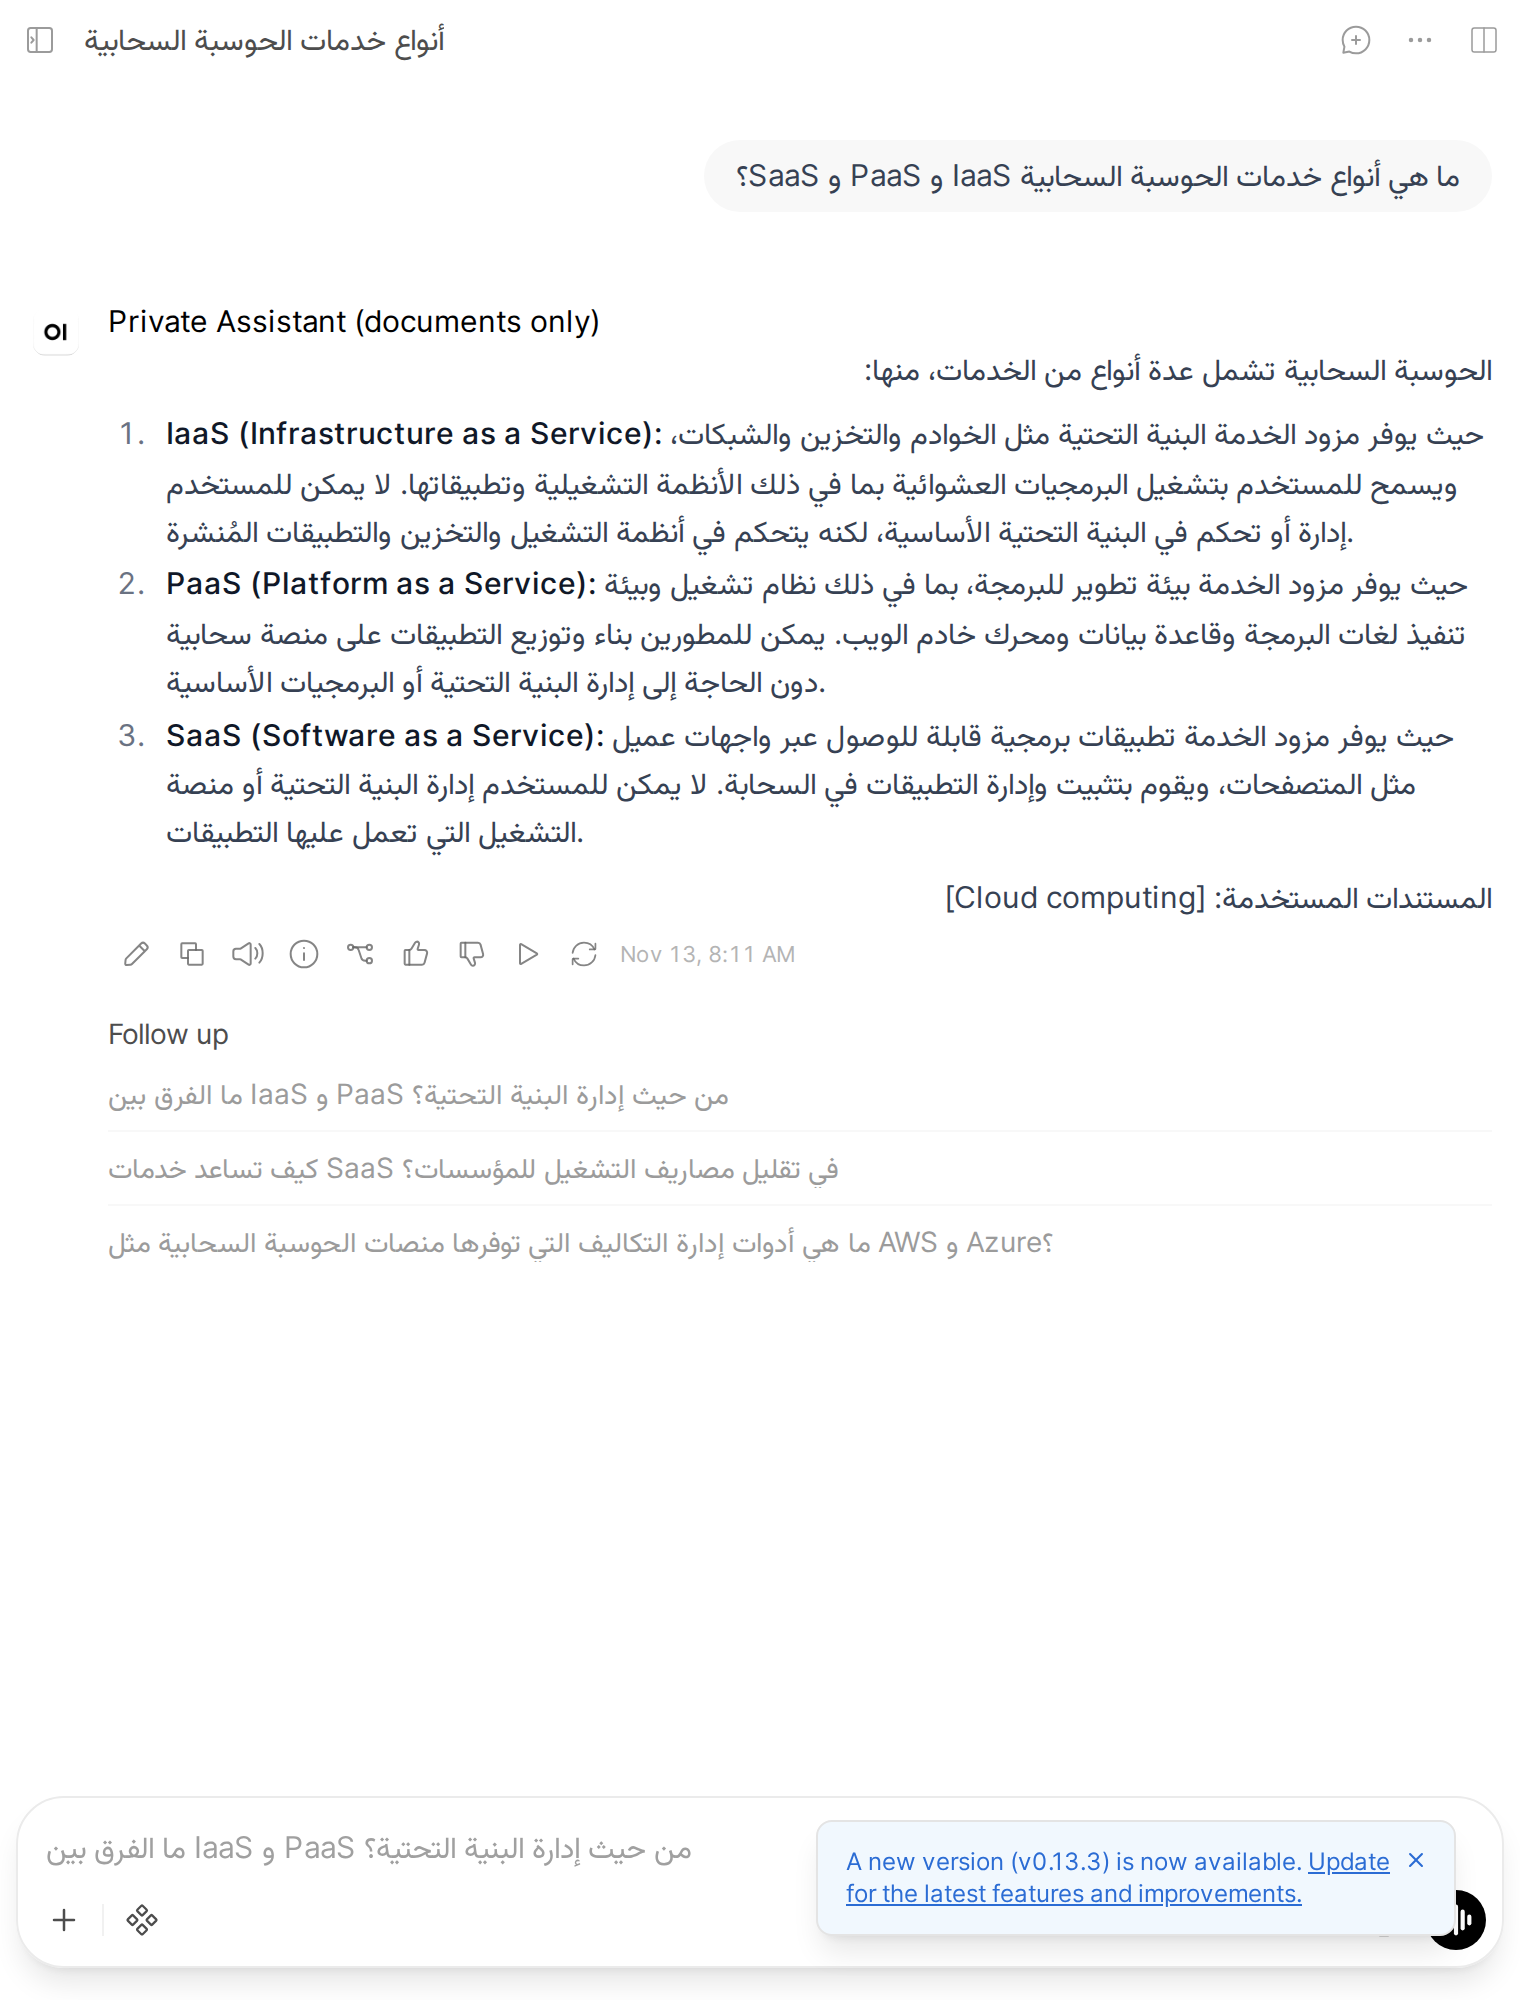 أنواع خدمات الحوسبة السحابية
ما هي أنواع خدمات الحوسبة السحابية IaaS و PaaS و SaaS؟
OI
Private Assistant (documents only)
الحوسبة السحابية تشمل عدة أنواع من الخدمات، منها:
1. IaaS (Infrastructure as a Service): حيث يوفر مزود الخدمة البنية التحتية مثل الخوادم والتخزين والشبكات،
ويسمح للمستخدم بتشغيل البرمجيات العشوائية بما في ذلك الأنظمة التشغيلية وتطبيقاتها. لا يمكن للمستخدم
إدارة أو تحكم في البنية التحتية الأساسية، لكنه يتحكم في أنظمة التشغيل والتخزين والتطبيقات المُنشرة.
2. PaaS (Platform as a Service): حيث يوفر مزود الخدمة بيئة تطوير للبرمجة، بما في ذلك نظام تشغيل وبيئة
تنفيذ لغات البرمجة وقاعدة بيانات ومحرك خادم الويب. يمكن للمطورين بناء وتوزيع التطبيقات على منصة سحابية
دون الحاجة إلى إدارة البنية التحتية أو البرمجيات الأساسية.
3. SaaS (Software as a Service): حيث يوفر مزود الخدمة تطبيقات برمجية قابلة للوصول عبر واجهات عميل
مثل المتصفحات، ويقوم بتثبيت وإدارة التطبيقات في السحابة. لا يمكن للمستخدم إدارة البنية التحتية أو منصة
التشغيل التي تعمل عليها التطبيقات.
المستندات المستخدمة: [Cloud computing]
Nov 13, 8:11 AM
Follow up
ما الفرق بين IaaS و PaaS من حيث إدارة البنية التحتية؟
كيف تساعد خدمات SaaS في تقليل مصاريف التشغيل للمؤسسات؟
ما هي أدوات إدارة التكاليف التي توفرها منصات الحوسبة السحابية مثل AWS و Azure؟
ما الفرق بين IaaS و PaaS من حيث إدارة البنية التحتية؟
A new version (v0.13.3) is now available. Update
for the latest features and improvements.